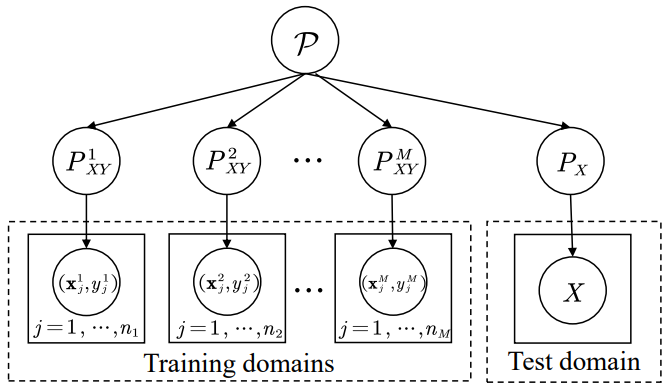 𝒫
P¹_XY P²_XY ··· P^M_XY P_X
(𝐱¹_j,y¹_j) (𝐱²_j,y²_j) ··· (𝐱^M_j,y^M_j) X
j=1, ···,n₁ j=1, ···,n₂ j=1, ···,n_M
Training domains Test domain